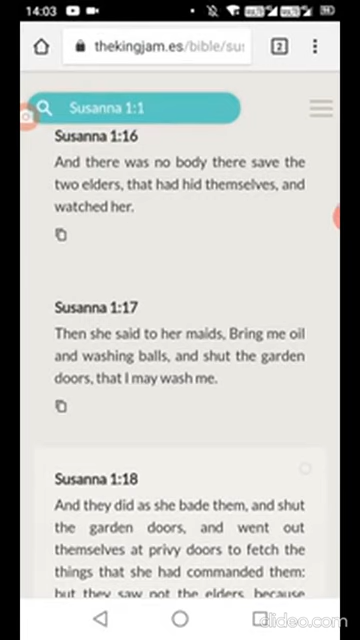 14:03
thekingjam.es/bible/sus
2
Susanna 1:1
Susanna 1:16
And there was no body there save the
two elders, that had hid themselves, and
watched her.
Susanna 1:17
Then she said to her maids, Bring me oil
and washing balls, and shut the garden
doors, that I may wash me.
Susanna 1:18
And they did as she bade them, and shut
the garden doors, and went out
themselves at privy doors to fetch the
things that she had commanded them:
but they saw not the elders, because
clideo.com